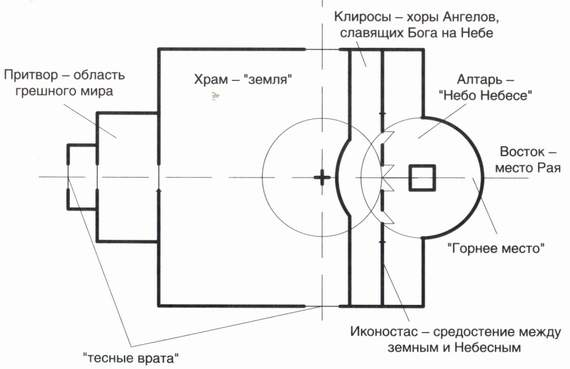 Клиросы – хоры Ангелов,
славящих Бога на Небе
Притвор – область
грешного мира
Храм – "земля"
Алтарь –
"Небо Небесе"
Восток –
место Рая
"Горнее место"
Иконостас – средостение между
земным и Небесным
"тесные врата"